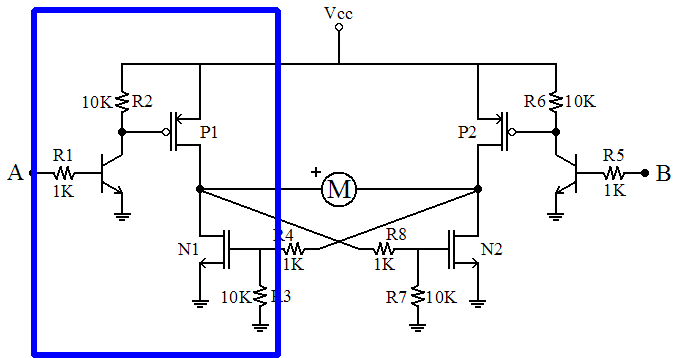 Vcc
10K R2
R6 10K
P1
P2
A
R1
1K
+
M
R5
1K
B
N1
R4
1K
R8
1K
N2
10K R3
R7 10K